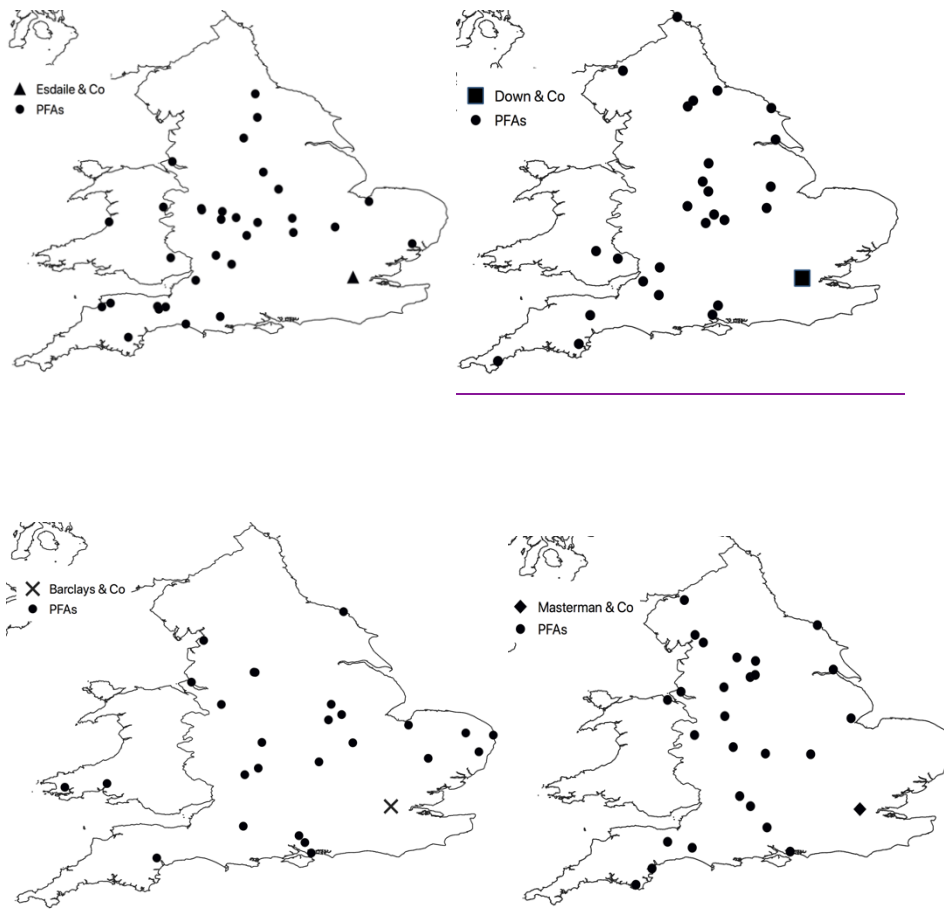 Esdaile & Co
PFAs
Down & Co
PFAs
Barclays & Co
PFAs
Masterman & Co
PFAs